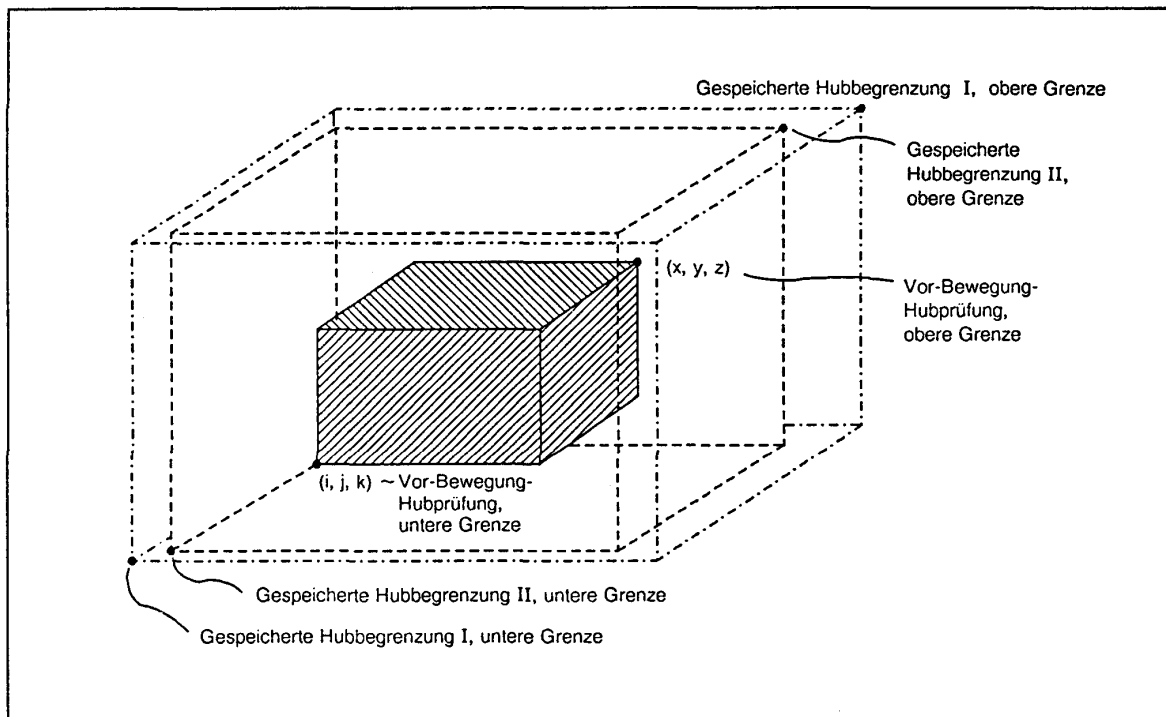 Gespeicherte Hubbegrenzung I, obere Grenze
Gespeicherte
Hubbegrenzung II,
obere Grenze
(x, y, z)
Vor-Bewegung-
Hubprüfung,
obere Grenze
(i, j, k) ~ Vor-Bewegung-
Hubprüfung,
untere Grenze
Gespeicherte Hubbegrenzung II, untere Grenze
Gespeicherte Hubbegrenzung I, untere Grenze